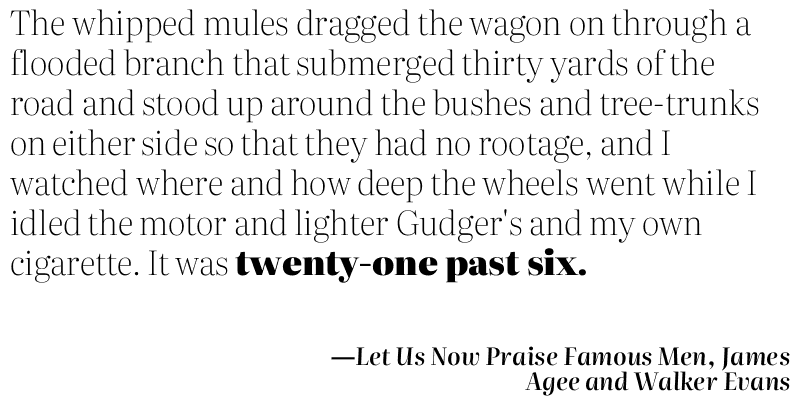 The whipped mules dragged the wagon on through a
flooded branch that submerged thirty yards of the
road and stood up around the bushes and tree-trunks
on either side so that they had no rootage, and I
watched where and how deep the wheels went while I
idled the motor and lighter Gudger's and my own
cigarette. It was twenty-one past six.
—Let Us Now Praise Famous Men, James
Agee and Walker Evans